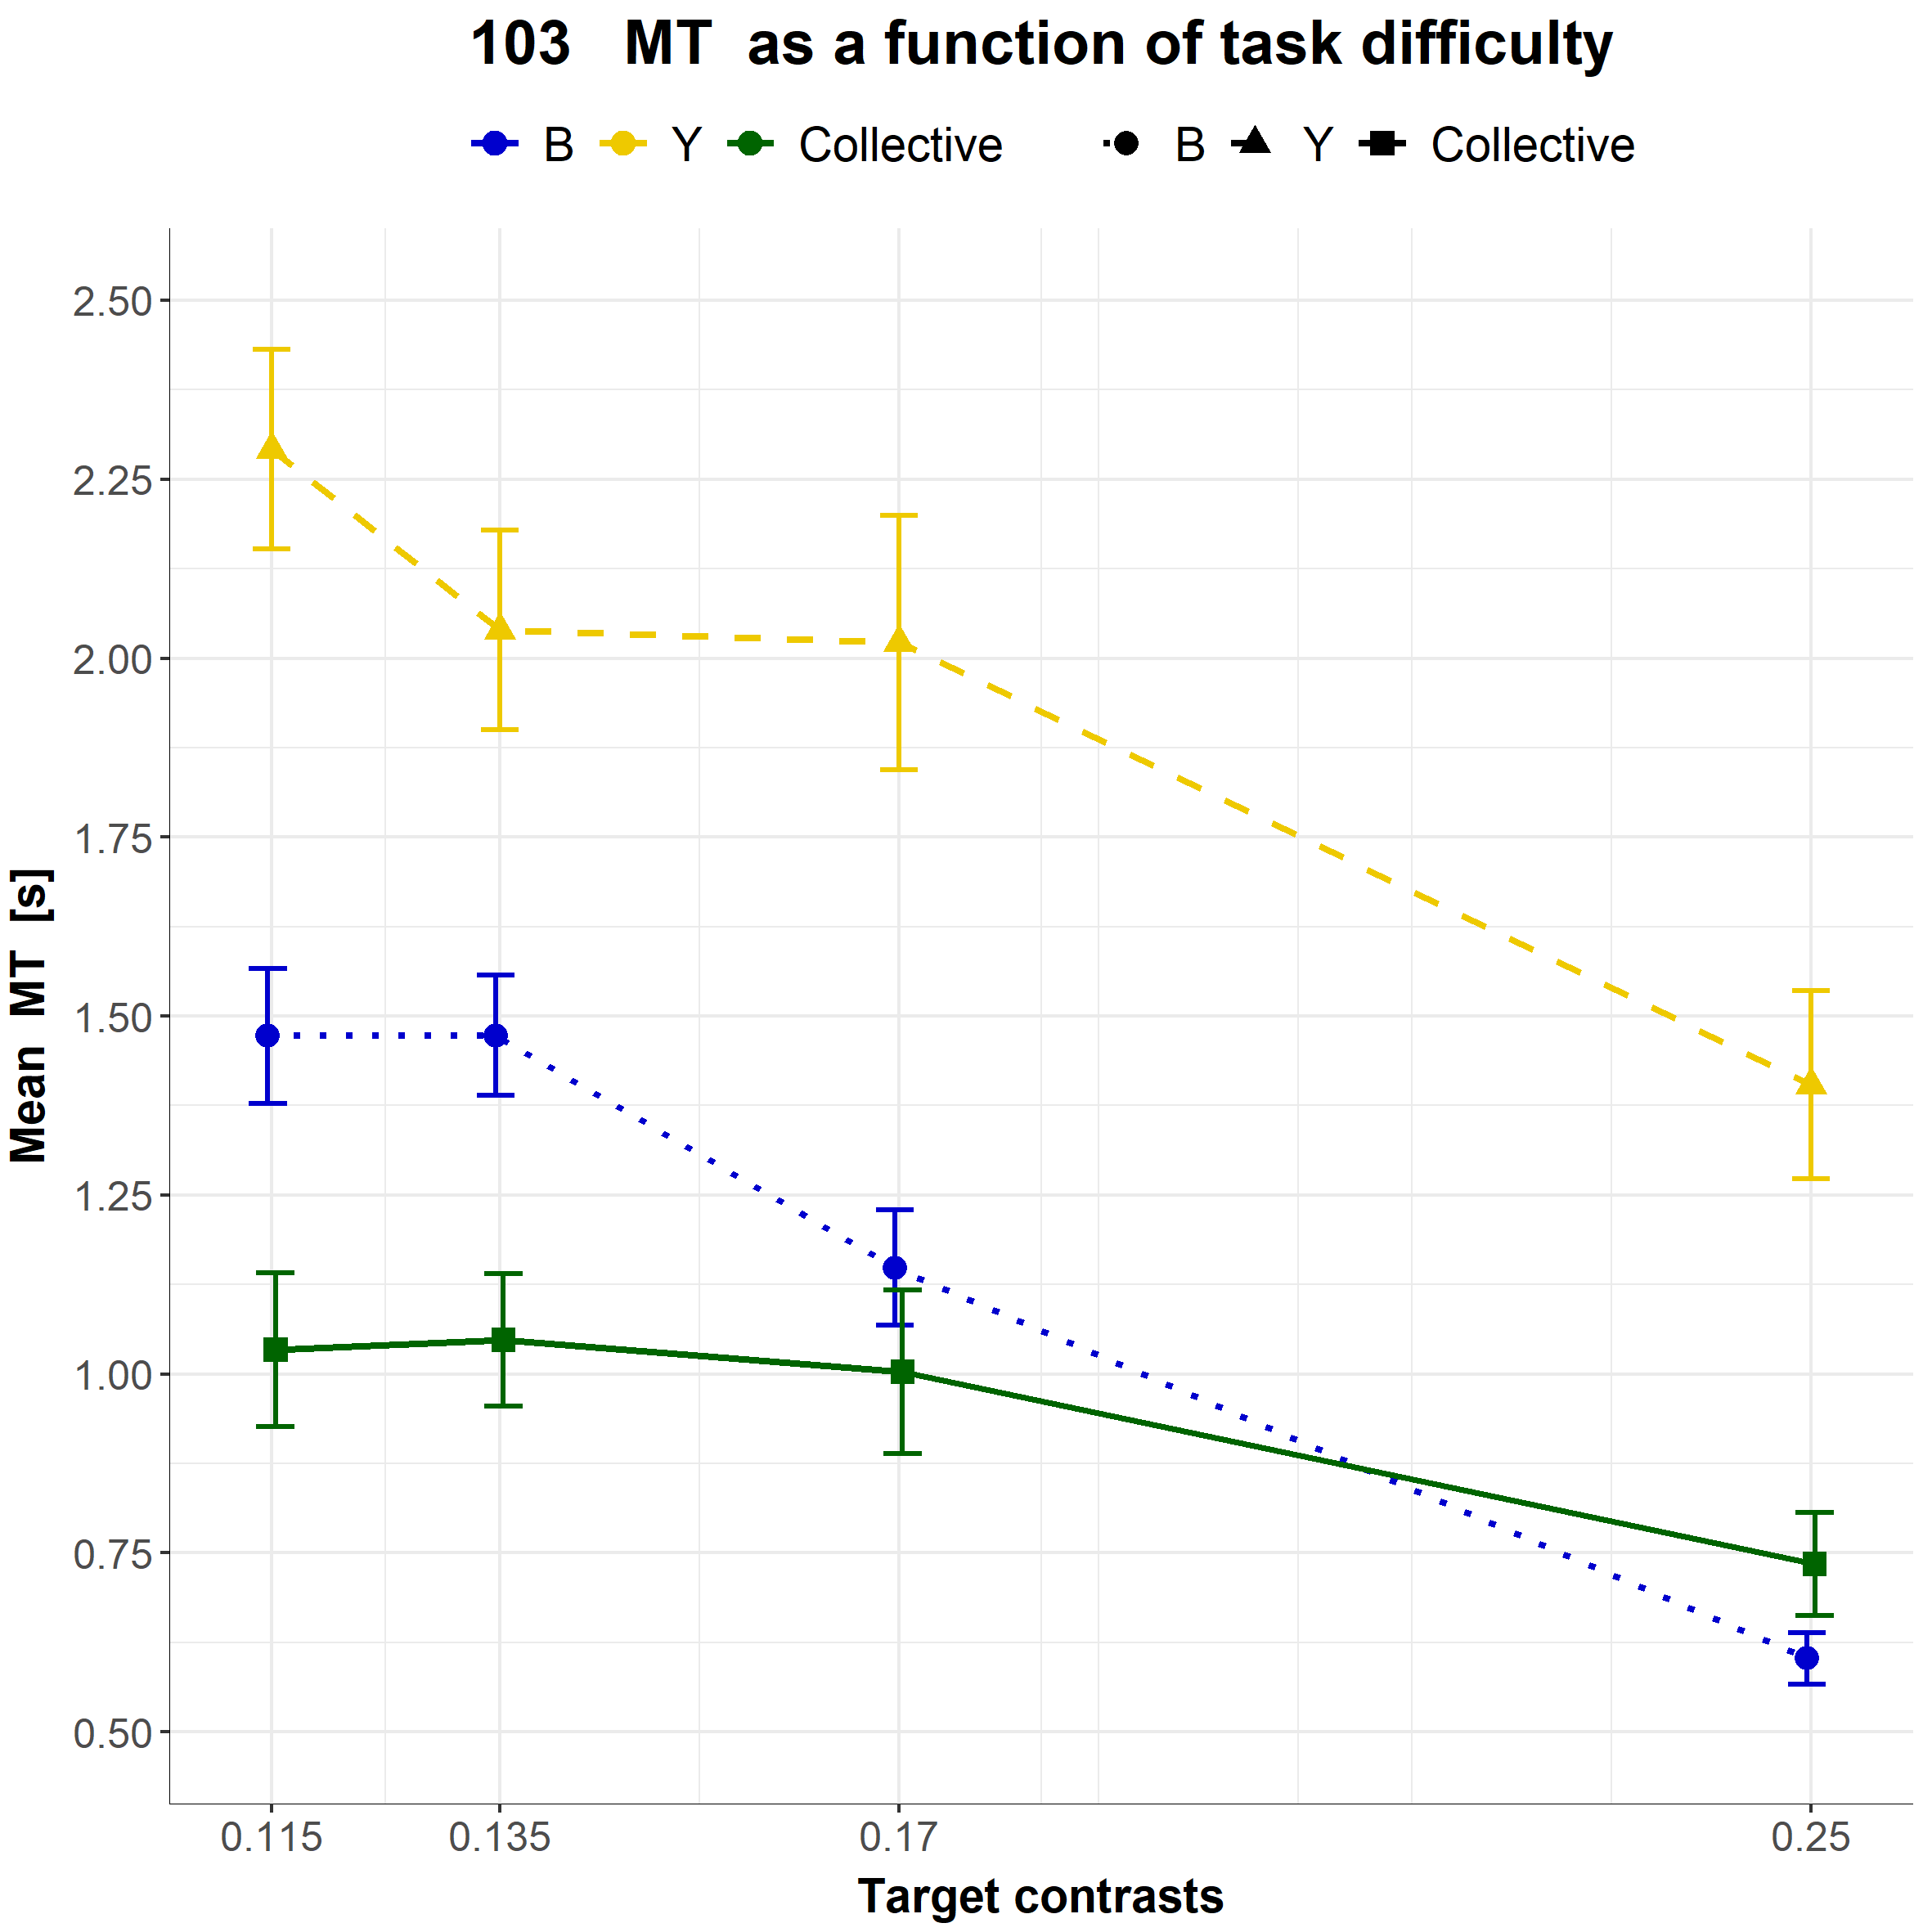 103 MT as a function of task difficulty
B Y Collective B Y Collective
2.50
2.25
2.00
1.75
1.50
1.25
1.00
0.75
0.50
Mean MT [s]
0.115 0.135 0.17 0.25
Target contrasts